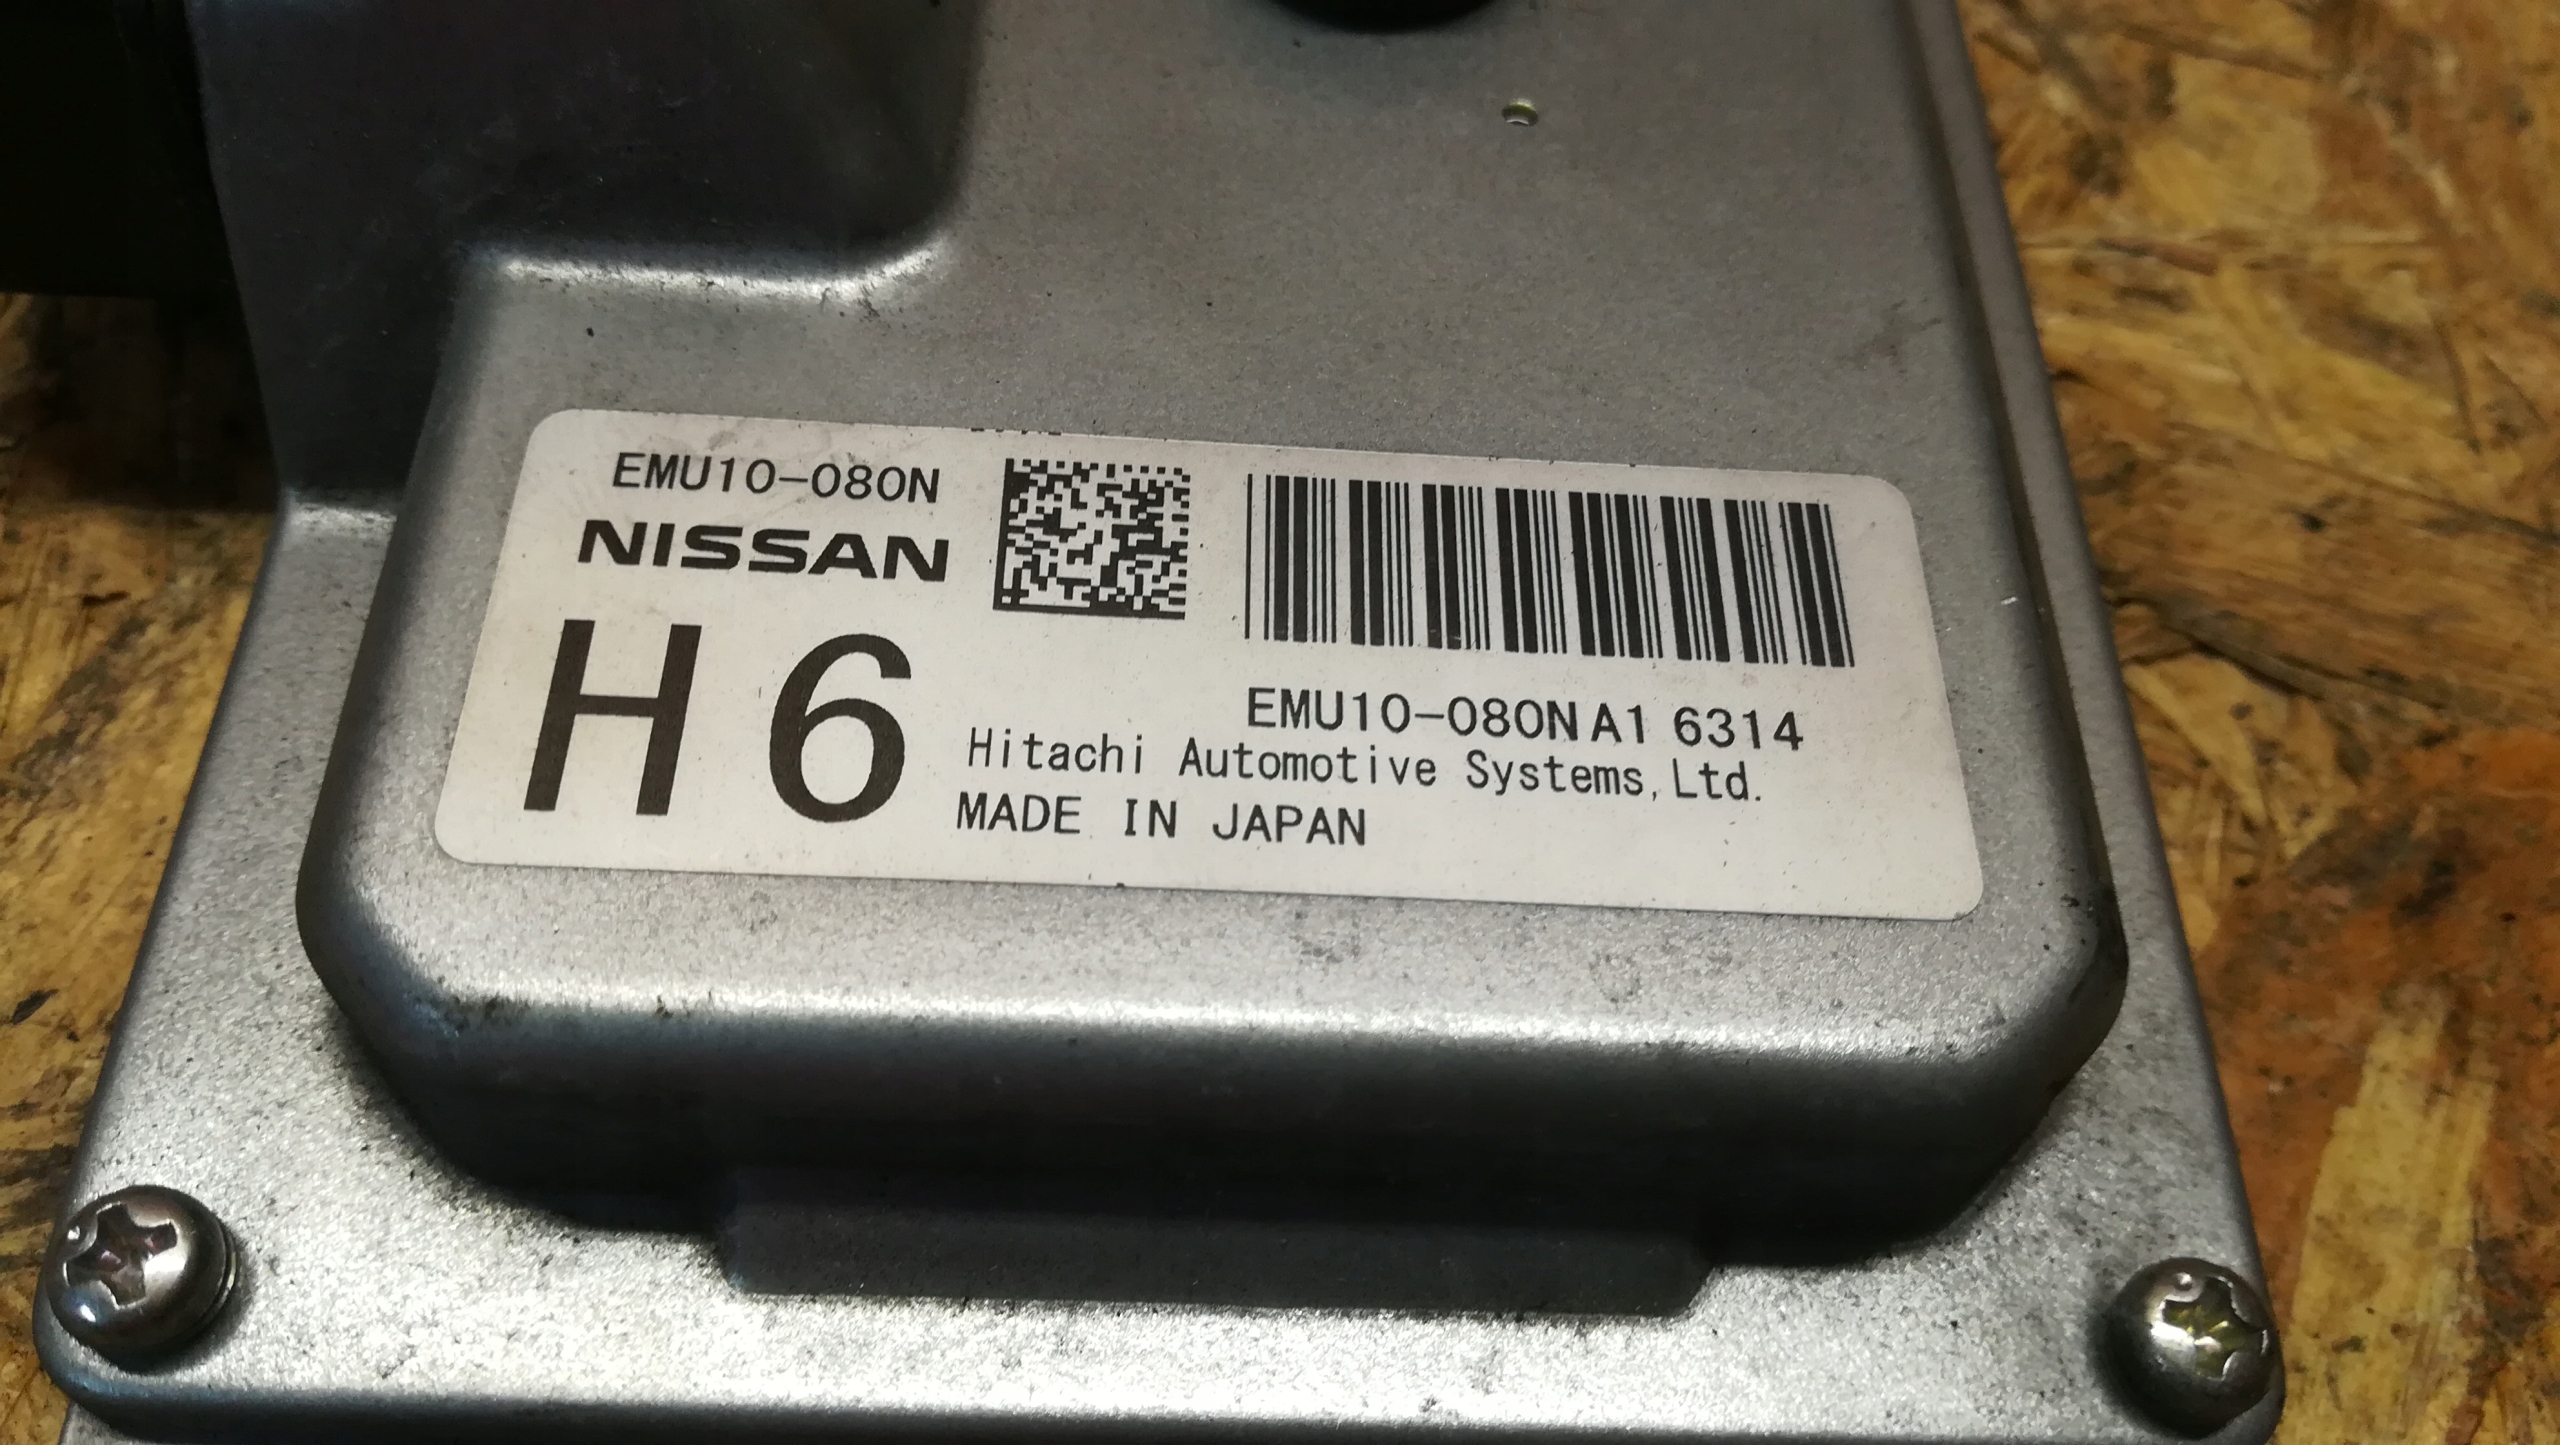 EMU10-080N
NISSAN
H6
EMU10-080NA1 6314
Hitachi Automotive Systems,Ltd.
MADE IN JAPAN